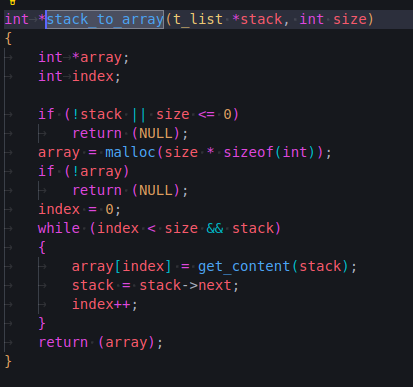 int *stack_to_array(t_list *stack, int size)
{
int *array;
int index;
if (!stack || size <= 0)
return (NULL);
array = malloc(size * sizeof(int));
if (!array)
return (NULL);
index = 0;
while (index < size && stack)
{
array[index] = get_content(stack);
stack = stack->next;
index++;
}
return (array);
}